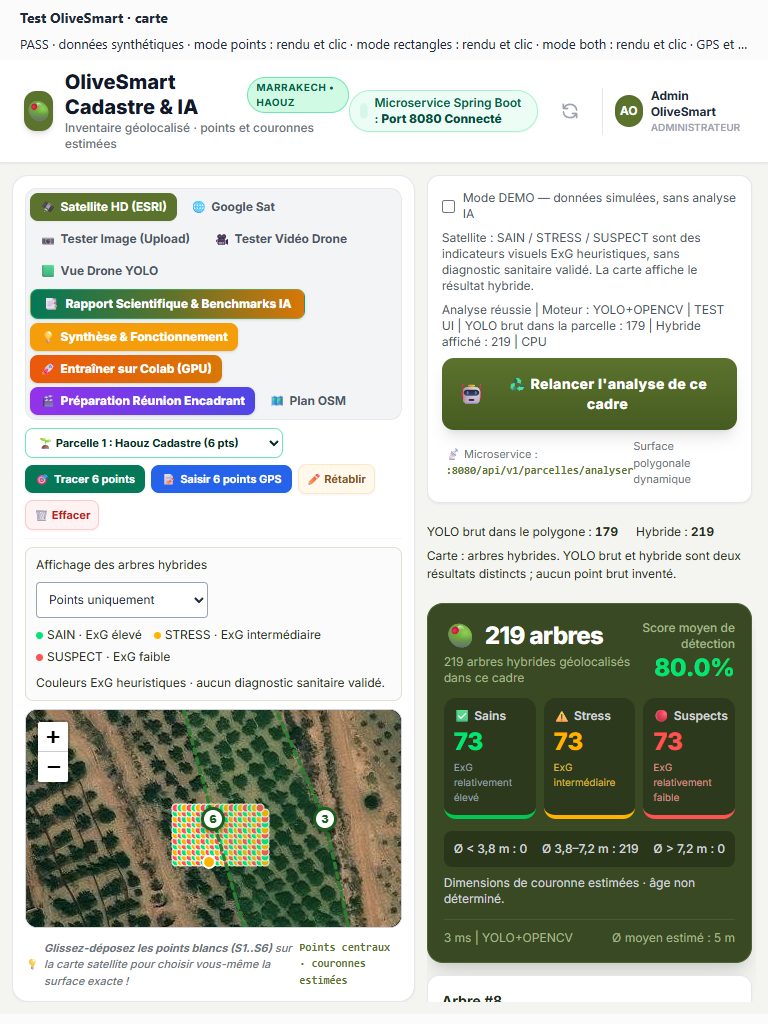 Test OliveSmart · carte
PASS · données synthétiques · mode points : rendu et clic · mode rectangles : rendu et clic · mode both : rendu et clic · GPS et ...
OliveSmart
Cadastre & IA
Inventaire géolocalisé · points et couronnes
estimées
MARRAKECH •
HAOUZ
Microservice Spring Boot
: Port 8080 Connecté
AO
Admin
OliveSmart
ADMINISTRATEUR
Satellite HD (ESRI)
Google Sat
Tester Image (Upload)
Tester Vidéo Drone
Vue Drone YOLO
Rapport Scientifique & Benchmarks IA
Synthèse & Fonctionnement
Entraîner sur Colab (GPU)
Préparation Réunion Encadrant
Plan OSM
Parcelle 1 : Haouz Cadastre (6 pts)
Tracer 6 points
Saisir 6 points GPS
Rétablir
Effacer
Affichage des arbres hybrides
Points uniquement
SAIN · ExG élevé
STRESS · ExG intermédiaire
SUSPECT · ExG faible
Couleurs ExG heuristiques · aucun diagnostic sanitaire validé.
+
−
6
3
Glissez-déposez les points blancs (S1..S6) sur
la carte satellite pour choisir vous-même la
surface exacte !
Points centraux
· couronnes
estimées
Mode DEMO — données simulées, sans analyse
IA
Satellite : SAIN / STRESS / SUSPECT sont des
indicateurs visuels ExG heuristiques, sans
diagnostic sanitaire validé. La carte affiche le
résultat hybride.
Analyse réussie | Moteur : YOLO+OPENCV | TEST
UI | YOLO brut dans la parcelle : 179 | Hybride
affiché : 219 | CPU
Relancer l'analyse de ce
cadre
Microservice :
:8080/api/v1/parcelles/analyser
Surface
polygonale
dynamique
YOLO brut dans le polygone : 179
Hybride : 219
Carte : arbres hybrides. YOLO brut et hybride sont deux
résultats distincts ; aucun point brut inventé.
219 arbres
219 arbres hybrides géolocalisés
dans ce cadre
Score moyen de
détection
80.0%
Sains
73
ExG
relativement
élevé
Stress
73
ExG
intermédiaire
Suspects
73
ExG
relativement
faible
Ø < 3,8 m : 0
Ø 3,8–7,2 m : 219
Ø > 7,2 m : 0
Dimensions de couronne estimées · âge non
déterminé.
3 ms | YOLO+OPENCV
Ø moyen estimé : 5 m
Arbre #8